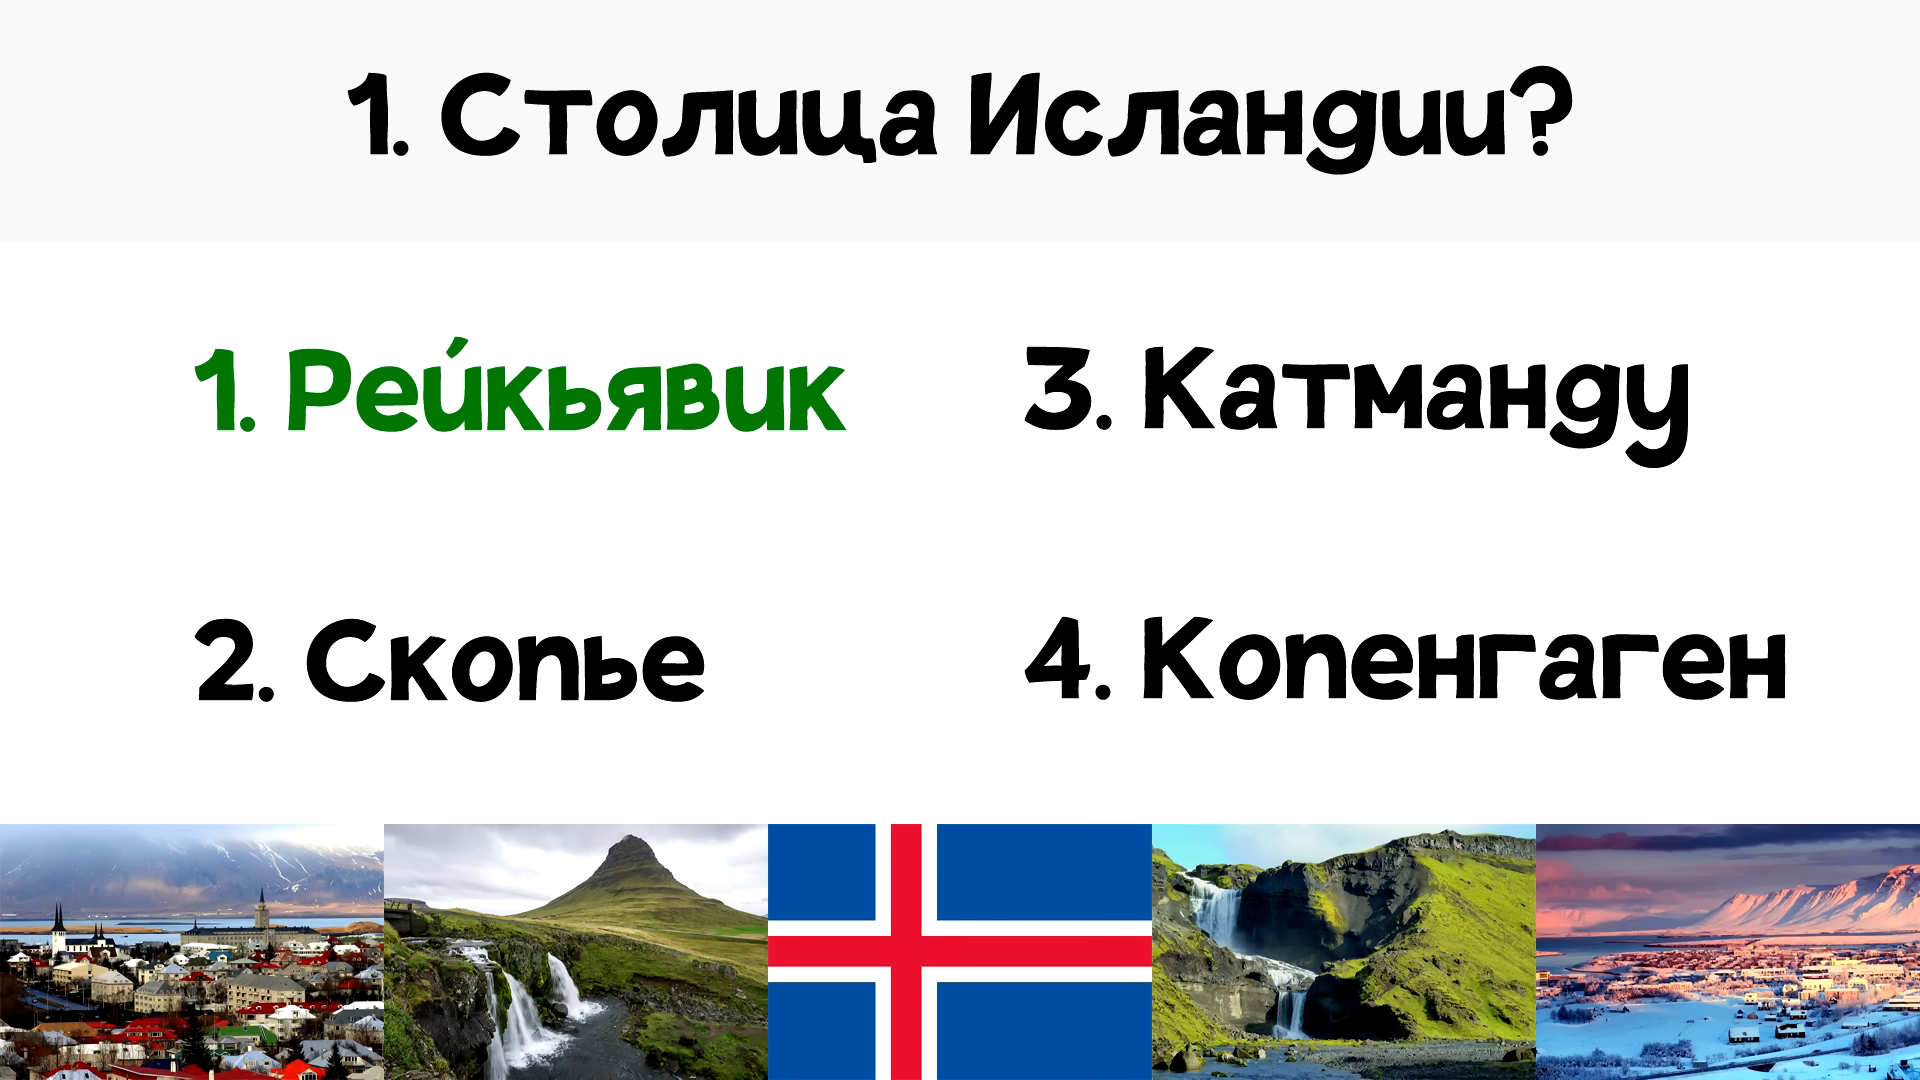 1. Столица Исландии?
1. Рейкьявик
2. Скопье
3. Катманду
4. Копенгаген